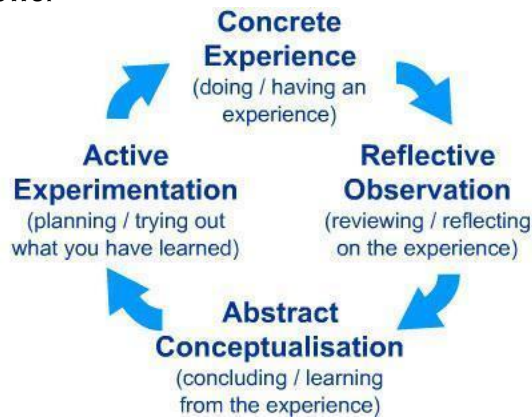 Concrete
Experience
(doing / having an
experience)
Active
Experimentation
(planning / trying out
what you have learned)
Reflective
Observation
(reviewing / reflecting
on the experience)
Abstract
Conceptualisation
(concluding / learning
from the experience)